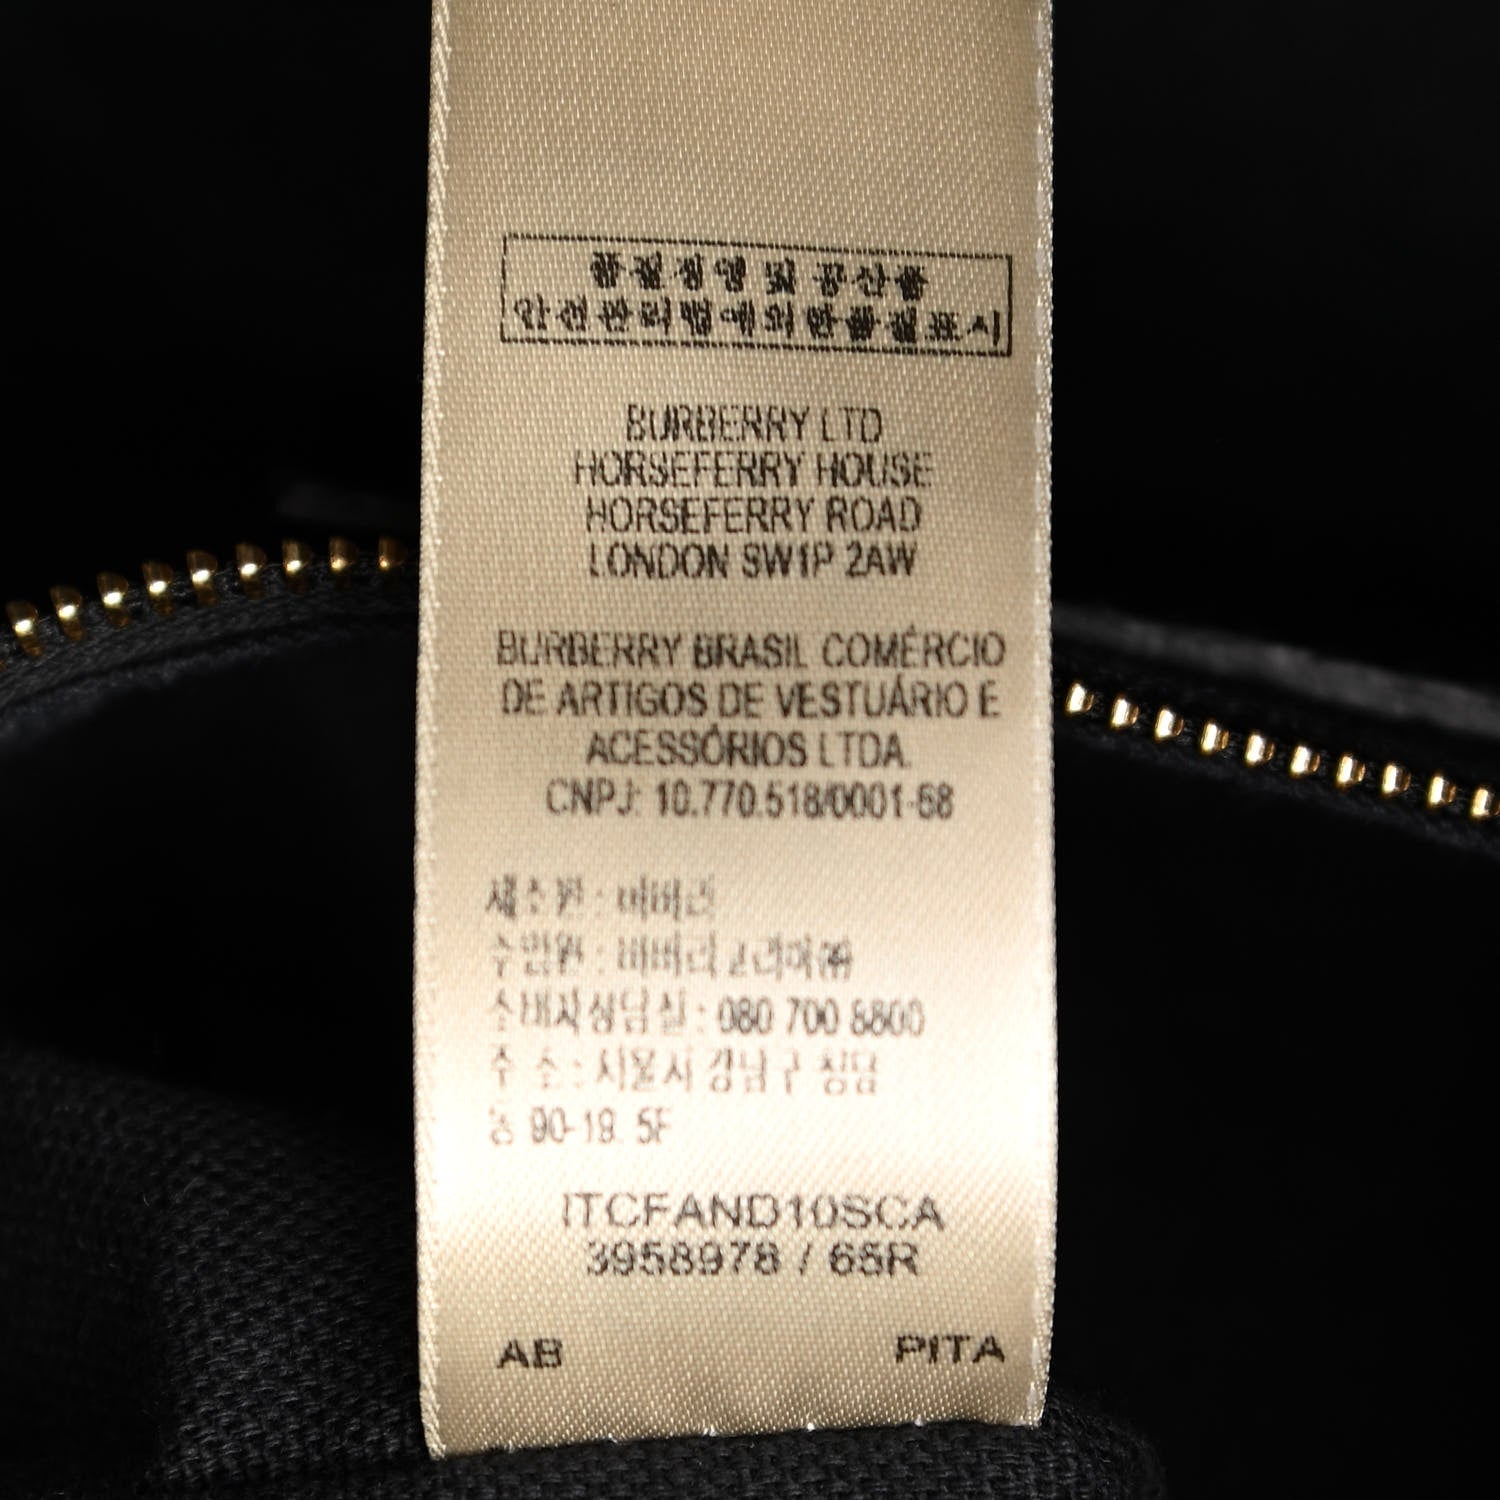 품질경영 및 공산품
안전관리법에의한품질표시
BURBERRY LTD
HORSEFERRY HOUSE
HORSEFERRY ROAD
LONDON SW1P 2AW
BURBERRY BRASIL COMÉRCIO
DE ARTIGOS DE VESTUÁRIO E
ACESSÓRIOS LTDA.
CNPJ: 10.770.518/0001-68
제조원 : 버버리
수입원 : 버버리코리아㈜
소비자상담실 : 080 700 8800
주 소 : 서울시 강남구 청담
동 90-19. 5F
ITCFAND10SCA
3958978 / 65R
AB PITA